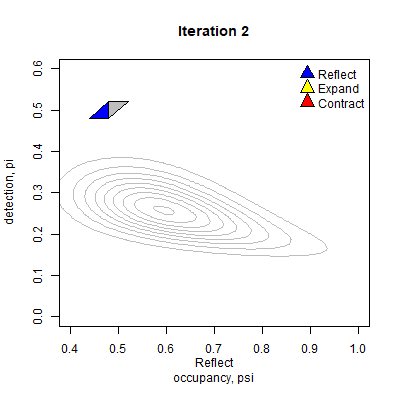 Iteration 2
Reflect
Expand
Contract
detection, pi
0.6
0.5
0.4
0.3
0.2
0.1
0.0
0.4 0.5 0.6 0.7 0.8 0.9 1.0
Reflect
occupancy, psi